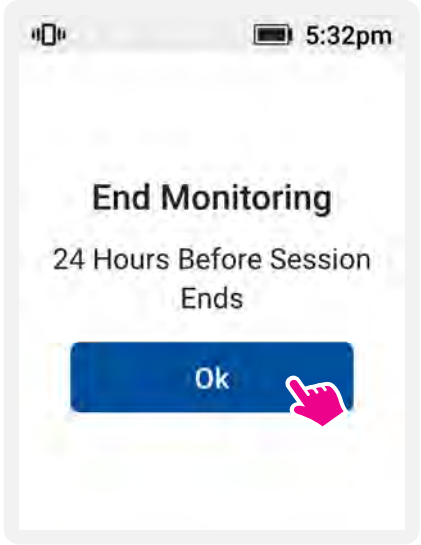 5:32pm
End Monitoring
24 Hours Before Session
Ends
Ok